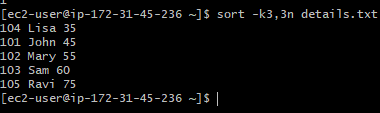 [ec2-user@ip-172-31-45-236 ~]$ sort -k3,3n details.txt
104 Lisa 35
101 John 45
102 Mary 55
103 Sam 60
105 Ravi 75
[ec2-user@ip-172-31-45-236 ~]$